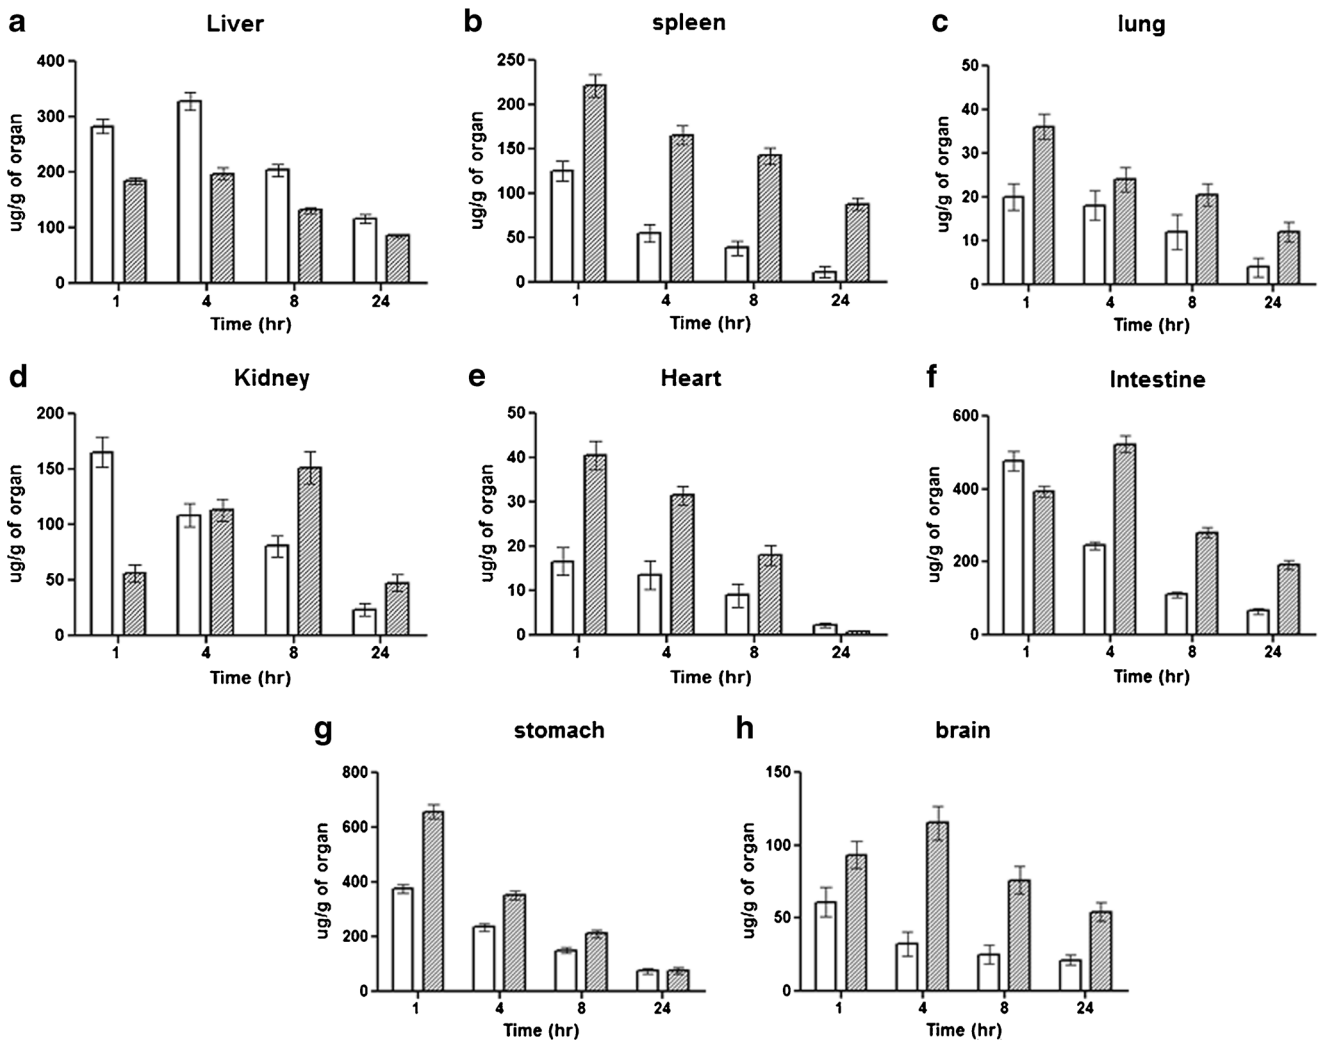 a Liver
400
300
200
100
0
ug/g of organ
1 4 8 24
Time (hr)
b spleen
250
200
150
100
50
0
ug/g of organ
1 4 8 24
Time (hr)
c lung
50
40
30
20
10
0
ug/g of organ
1 4 8 24
Time (hr)
d Kidney
200
150
100
50
0
ug/g of organ
1 4 8 24
Time (hr)
e Heart
50
40
30
20
10
0
ug/g of organ
1 4 8 24
Time (hr)
f Intestine
600
400
200
0
ug/g of organ
1 4 8 24
Time (hr)
g stomach
800
600
400
200
0
ug/g of organ
1 4 8 24
Time (hr)
h brain
150
100
50
0
ug/g of organ
1 4 8 24
Time (hr)